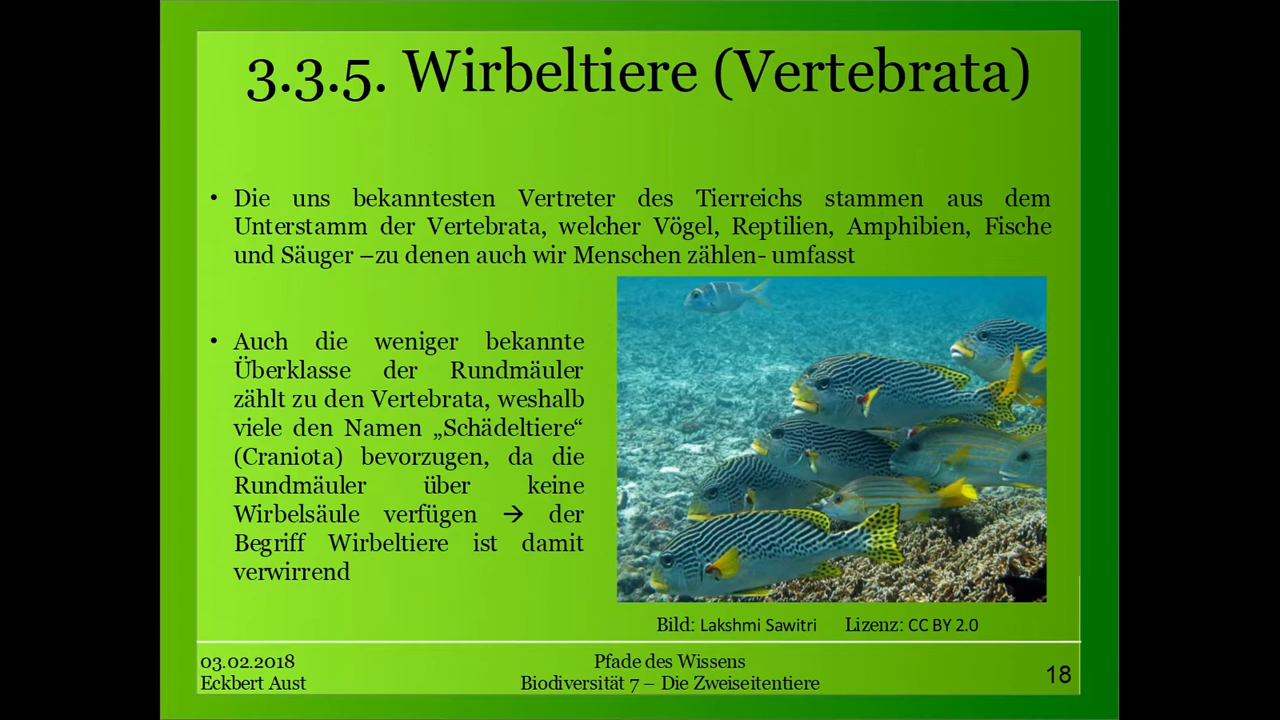 3.3.5. Wirbeltiere (Vertebrata)
• Die uns bekanntesten Vertreter des Tierreichs stammen aus dem
Unterstamm der Vertebrata, welcher Vögel, Reptilien, Amphibien, Fische
und Säuger –zu denen auch wir Menschen zählen- umfasst
• Auch die weniger bekannte
Überklasse der Rundmäuler
zählt zu den Vertebrata, weshalb
viele den Namen „Schädeltiere“
(Craniota) bevorzugen, da die
Rundmäuler über keine
Wirbelsäule verfügen → der
Begriff Wirbeltiere ist damit
verwirrend
Bild: Lakshmi Sawitri Lizenz: CC BY 2.0
03.02.2018
Eckbert Aust
Pfade des Wissens
Biodiversität 7 – Die Zweiseitentiere
18